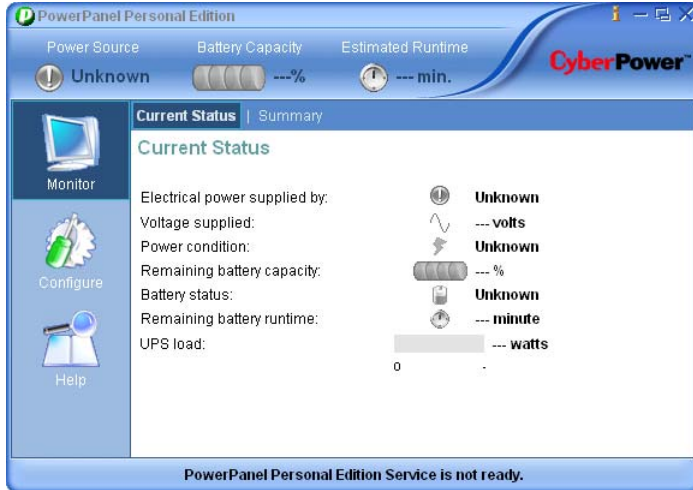 PowerPanel Personal Edition
Power Source Battery Capacity Estimated Runtime
Unknown ---% --- min.
CyberPower™
Current Status | Summary
Current Status
Monitor
Configure
Help
Electrical power supplied by: Unknown
Voltage supplied: --- volts
Power condition: Unknown
Remaining battery capacity: --- %
Battery status: Unknown
Remaining battery runtime: --- minute
UPS load: --- watts
0 -
PowerPanel Personal Edition Service is not ready.